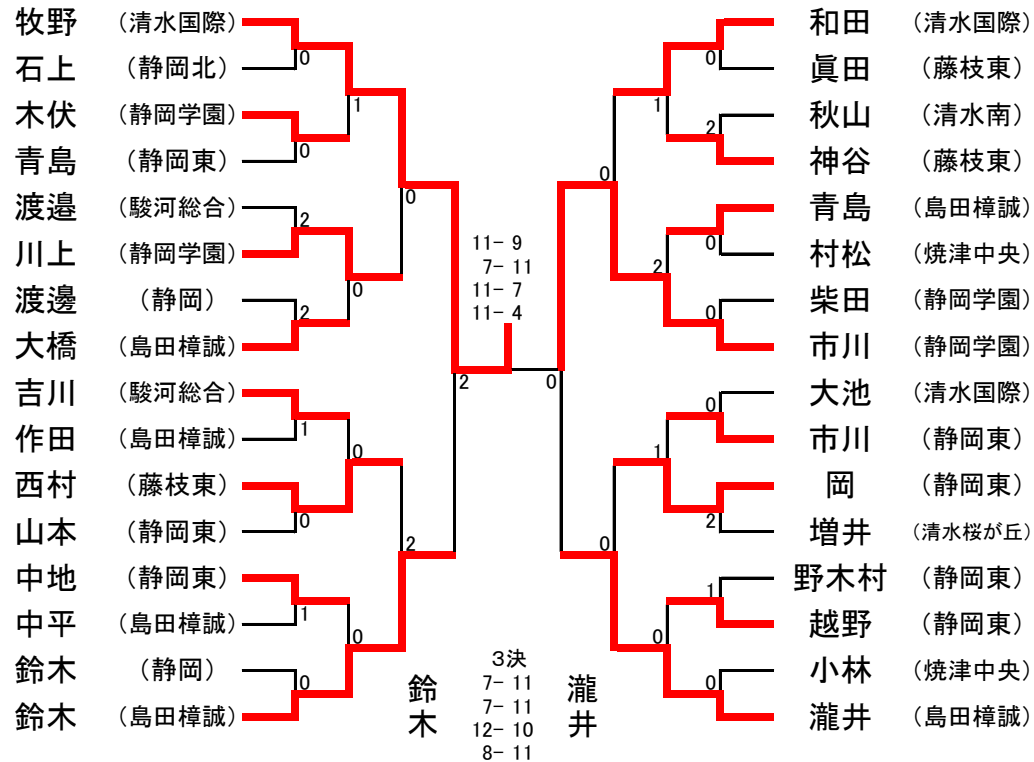 牧野 （清水国際） 和田 （清水国際）
0 0
石上 （静岡北） 眞田 （藤枝東）
1 1
木伏 （静岡学園） 秋山 （清水南）
0 2
青島 （静岡東） 神谷 （藤枝東）
0 0
渡邉 （駿河総合） 青島 （島田樟誠）
2 0
川上 （静岡学園） 村松 （焼津中央）
0 2
渡邊 （静岡） 柴田 （静岡学園）
2 0
大橋 （島田樟誠） 市川 （静岡学園）
11- 9
7- 11
11- 7
11- 4
2 0
吉川 （駿河総合） 大池 （清水国際）
1 0
作田 （島田樟誠） 市川 （静岡東）
0 1
西村 （藤枝東） 岡 （静岡東）
0 2
山本 （静岡東） 増井 （清水桜が丘）
2 0
中地 （静岡東） 野木村 （静岡東）
1 1
中平 （島田樟誠） 越野 （静岡東）
0 0
鈴木 （静岡） 小林 （焼津中央）
0 0
鈴木 （島田樟誠） 瀧井 （島田樟誠）
鈴木
3決
7- 11
7- 11
12- 10
8- 11
瀧井